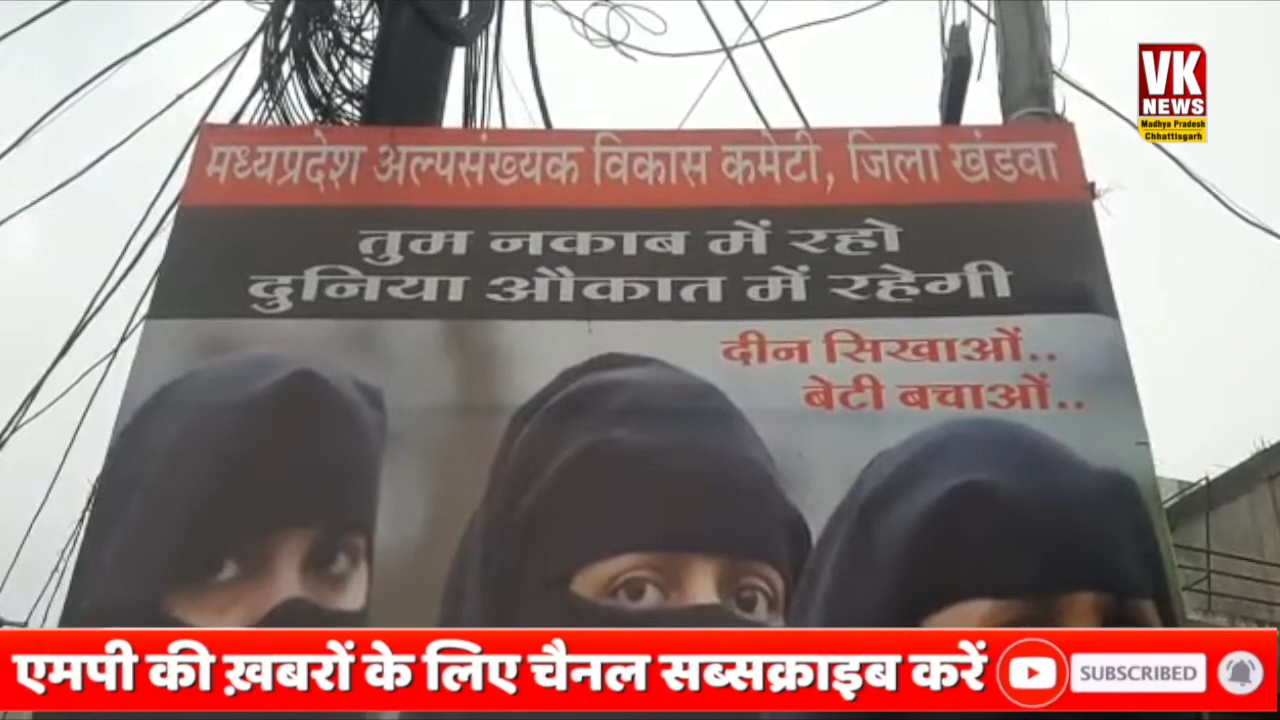 VK
NEWS
Madhya Pradesh
Chhattisgarh
मध्यप्रदेश अल्पसंख्यक विकास कमेटी, जिला खंडवा
तुम नकाब में रहो
दुनिया औकात में रहेगी
दीन सिखाओं..
बेटी बचाओं..
एमपी की ख़बरों के लिए चैनल सब्सक्राइब करें
SUBSCRIBED